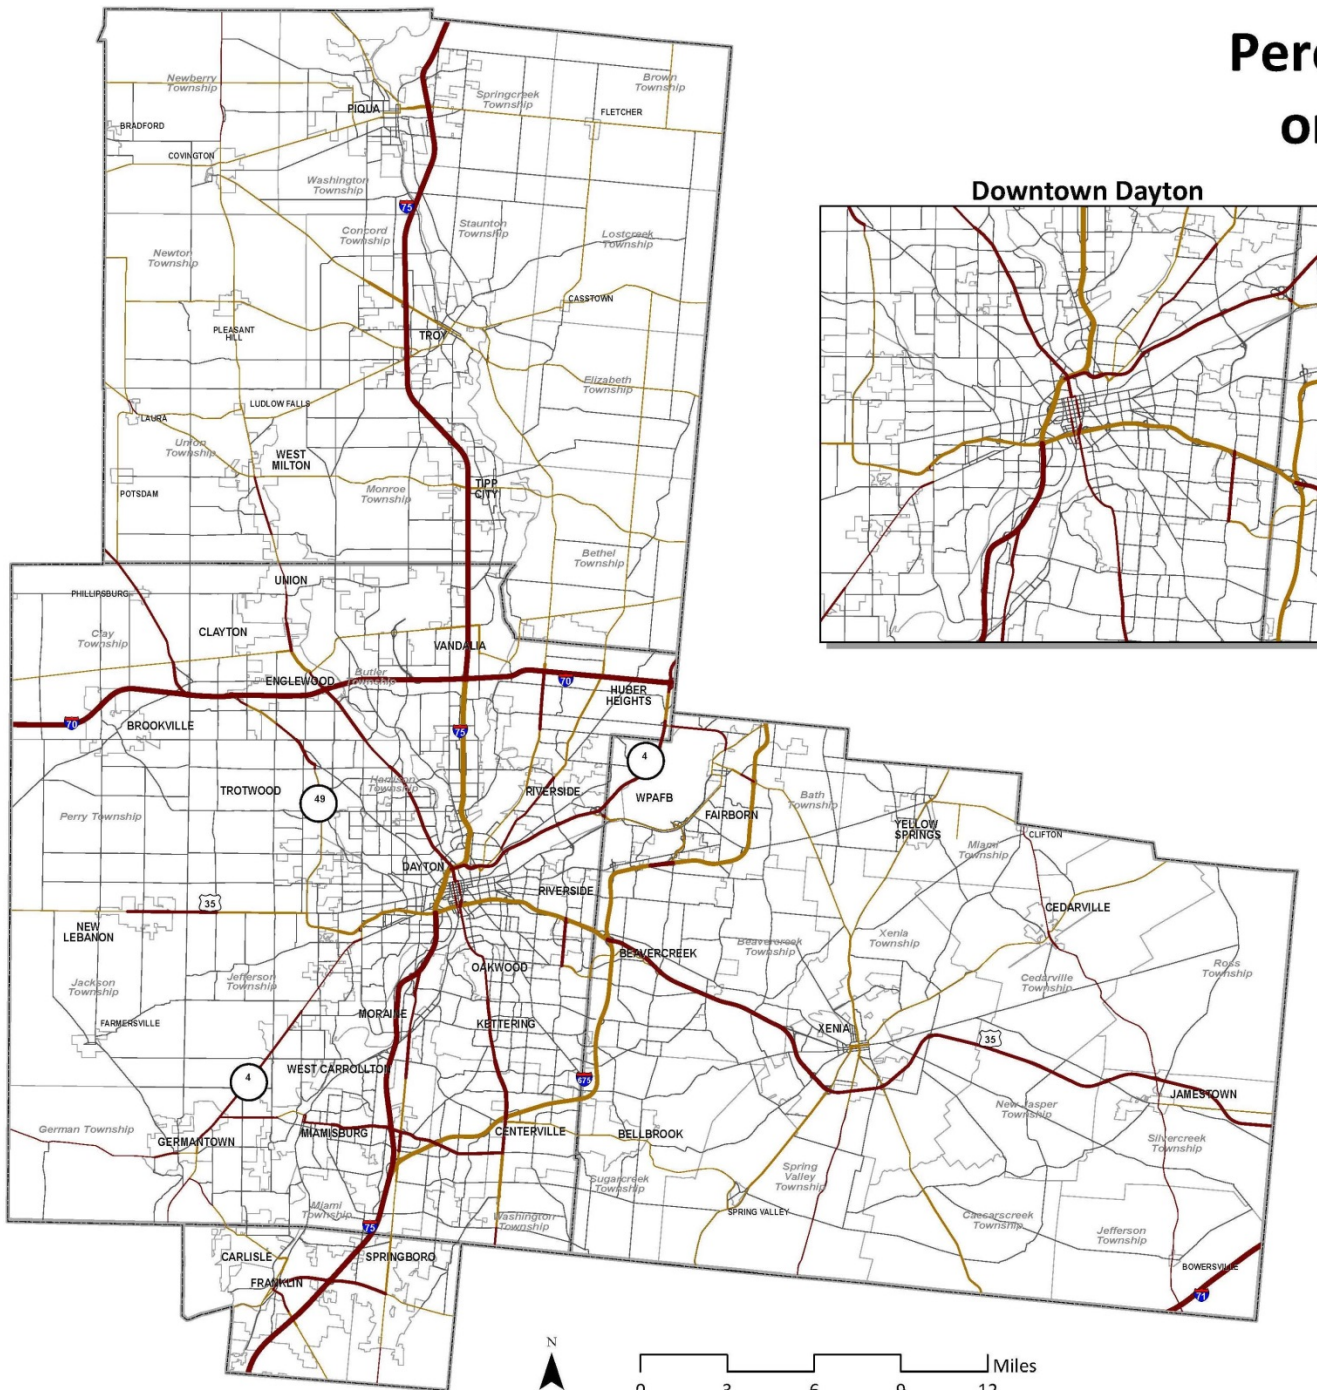 Perc
or
Downtown Dayton
Newberry
Township
Brown
Township
Springcreek
Township
PIQUA
FLETCHER
BRADFORD
COVINGTON
Washington
Township
75
Staunton
Township
Concord
Township
Lostcreek
Township
Newton
Township
CASSTOWN
PLEASANT
HILL
TROY
Elizabeth
Township
LUDLOW FALLS
LAURA
Union
Township
WEST
MILTON
TIPP
CITY
POTSDAM
Monroe
Township
Bethel
Township
UNION
PHILLIPSBURG
CLAYTON
Clay
Township
VANDALIA
ENGLEWOOD
Butler
Township
70
HUBER
HEIGHTS
70
BROOKVILLE
75
4
TROTWOOD
Harrison
Township
RIVERSIDE
WPAFB
Bath
Township
49
FAIRBORN
Perry Township
YELLOW
SPRINGS
CLIFTON
Miami
Township
DAYTON
RIVERSIDE
35
CEDARVILLE
NEW
LEBANON
Xenia
Township
BEAVERCREEK
Beavercreek
Township
OAKWOOD
Ross
Township
Jefferson
Township
Cedarville
Township
Jackson
Township
MORAINE
FARMERSVILLE
KETTERING
XENIA
35
WEST CARROLLTON
4
675
JAMESTOWN
New Jasper
Township
German Township
GERMANTOWN
MIAMISBURG
CENTERVILLE
BELLBROOK
Silvercreek
Township
Spring
Valley
Township
Sugarcreek
Township
Miami
Township
SPRING VALLEY
Washington
Township
Caesarscreek
Township
75
Jefferson
Township
CARLISLE
SPRINGBORO
BOWERSVILLE
FRANKLIN
71
N
Miles
0 3 6 9 12